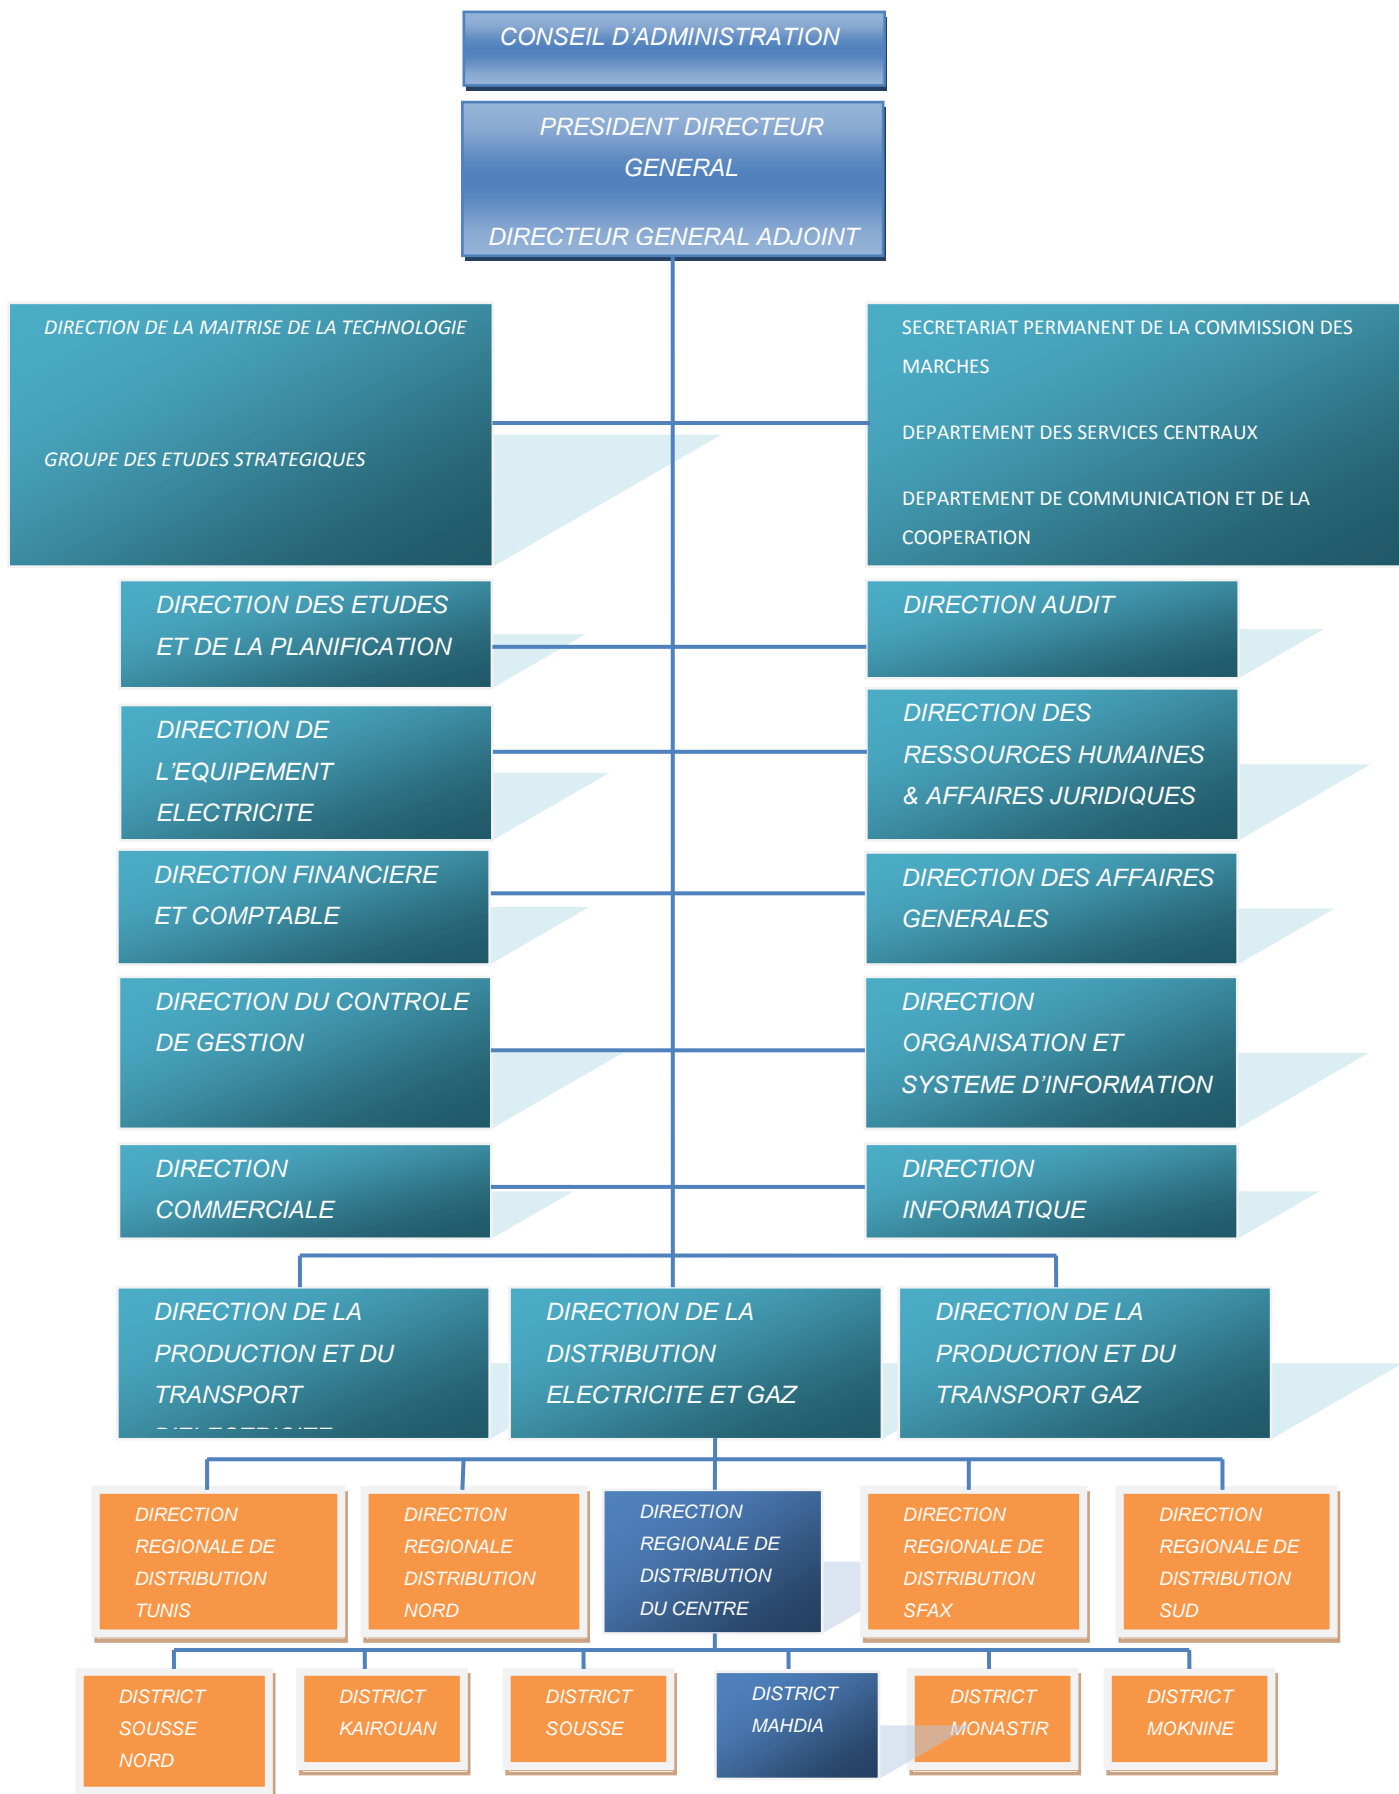 CONSEIL D’ADMINISTRATION
PRESIDENT DIRECTEUR
GENERAL
DIRECTEUR GENERAL ADJOINT
DIRECTION DE LA MAITRISE DE LA TECHNOLOGIE
GROUPE DES ETUDES STRATEGIQUES
SECRETARIAT PERMANENT DE LA COMMISSION DES
MARCHES
DEPARTEMENT DES SERVICES CENTRAUX
DEPARTEMENT DE COMMUNICATION ET DE LA
COOPERATION
DIRECTION DES ETUDES
ET DE LA PLANIFICATION
DIRECTION AUDIT
DIRECTION DE
L’EQUIPEMENT
ELECTRICITE
DIRECTION DES
RESSOURCES HUMAINES
& AFFAIRES JURIDIQUES
DIRECTION FINANCIERE
ET COMPTABLE
DIRECTION DES AFFAIRES
GENERALES
DIRECTION DU CONTROLE
DE GESTION
DIRECTION
ORGANISATION ET
SYSTEME D’INFORMATION
DIRECTION
COMMERCIALE
DIRECTION
INFORMATIQUE
DIRECTION DE LA
PRODUCTION ET DU
TRANSPORT
DIRECTION DE LA
DISTRIBUTION
ELECTRICITE ET GAZ
DIRECTION DE LA
PRODUCTION ET DU
TRANSPORT GAZ
DIRECTION
REGIONALE DE
DISTRIBUTION
TUNIS
DIRECTION
REGIONALE
DISTRIBUTION
NORD
DIRECTION
REGIONALE DE
DISTRIBUTION
DU CENTRE
DIRECTION
REGIONALE DE
DISTRIBUTION
SFAX
DIRECTION
REGIONALE DE
DISTRIBUTION
SUD
DISTRICT
SOUSSE
NORD
DISTRICT
KAIROUAN
DISTRICT
SOUSSE
DISTRICT
MAHDIA
DISTRICT
MONASTIR
DISTRICT
MOKNINE